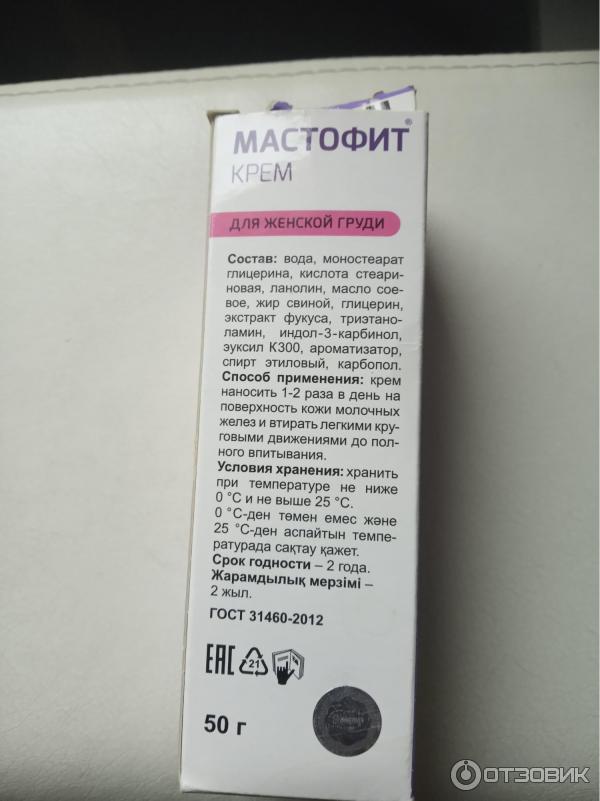 МАСТОФИТ®
КРЕМ
ДЛЯ ЖЕНСКОЙ ГРУДИ
Состав: вода, моностеарат
глицерина, кислота стеари-
новая, ланолин, масло сое-
вое, жир свиной, глицерин,
экстракт фукуса, триэтано-
ламин, индол-3-карбинол,
эуксил К300, ароматизатор,
спирт этиловый, карбопол.
Способ применения: крем
наносить 1-2 раза в день на
поверхность кожи молочных
желез и втирать легкими кру-
говыми движениями до пол-
ного впитывания.
Условия хранения: хранить
при температуре не ниже
0 °С и не выше 25 °С.
0 °С-ден төмен емес және
25 °С-ден аспайтын темпе-
ратурада сақтау қажет.
Срок годности – 2 года.
Жарамдылық мерзімі –
2 жыл.
ГОСТ 31460-2012
ЕАС 21
50 г
ОТЗОВИК